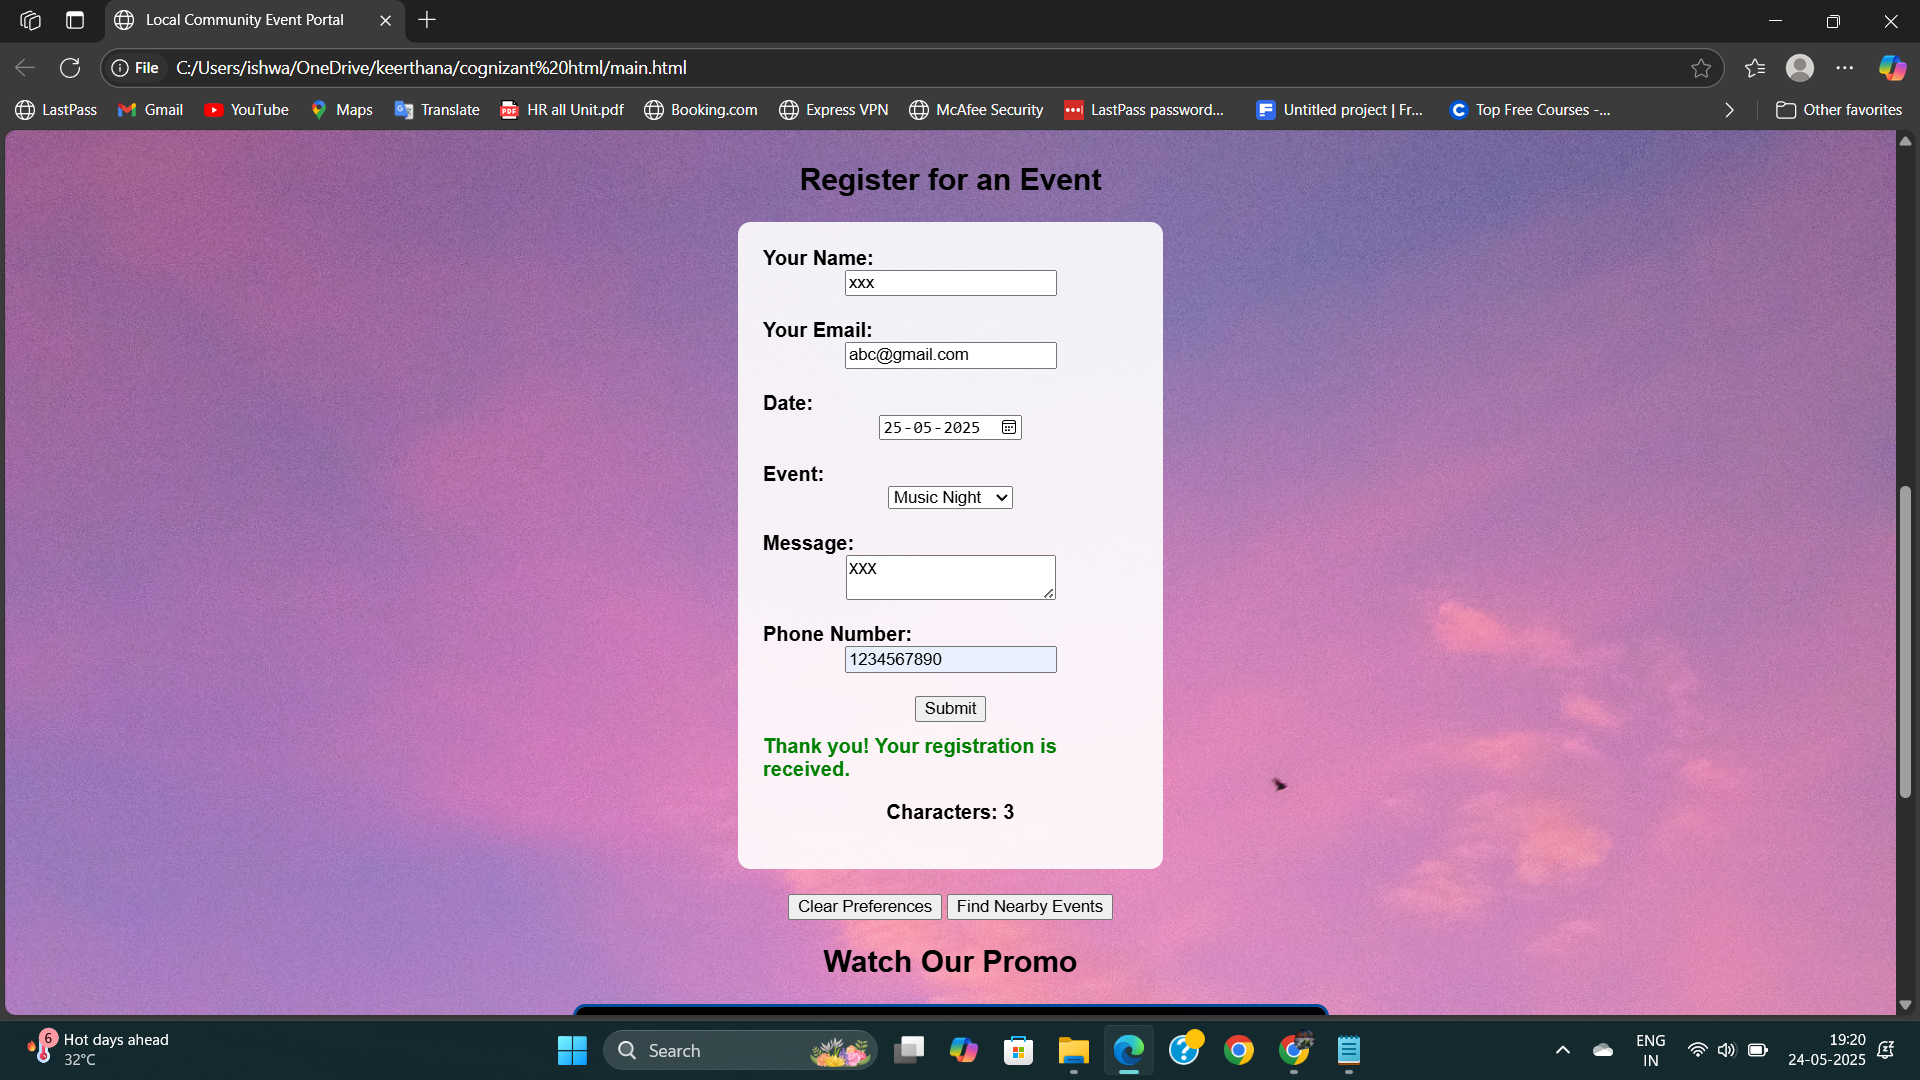 Local Community Event Portal
File C:/Users/ishwa/OneDrive/keerthana/cognizant%20html/main.html
LastPass Gmail YouTube Maps Translate HR all Unit.pdf Booking.com Express VPN McAfee Security LastPass password... Untitled project | Fr... Top Free Courses -... Other favorites
Register for an Event
Your Name:
xxx
Your Email:
abc@gmail.com
Date:
25-05-2025
Event:
Music Night
Message:
XXX
Phone Number:
1234567890
Submit
Thank you! Your registration is
received.
Characters: 3
Clear Preferences Find Nearby Events
Watch Our Promo
6 Hot days ahead
32°C
Search
ENG
IN
19:20
24-05-2025